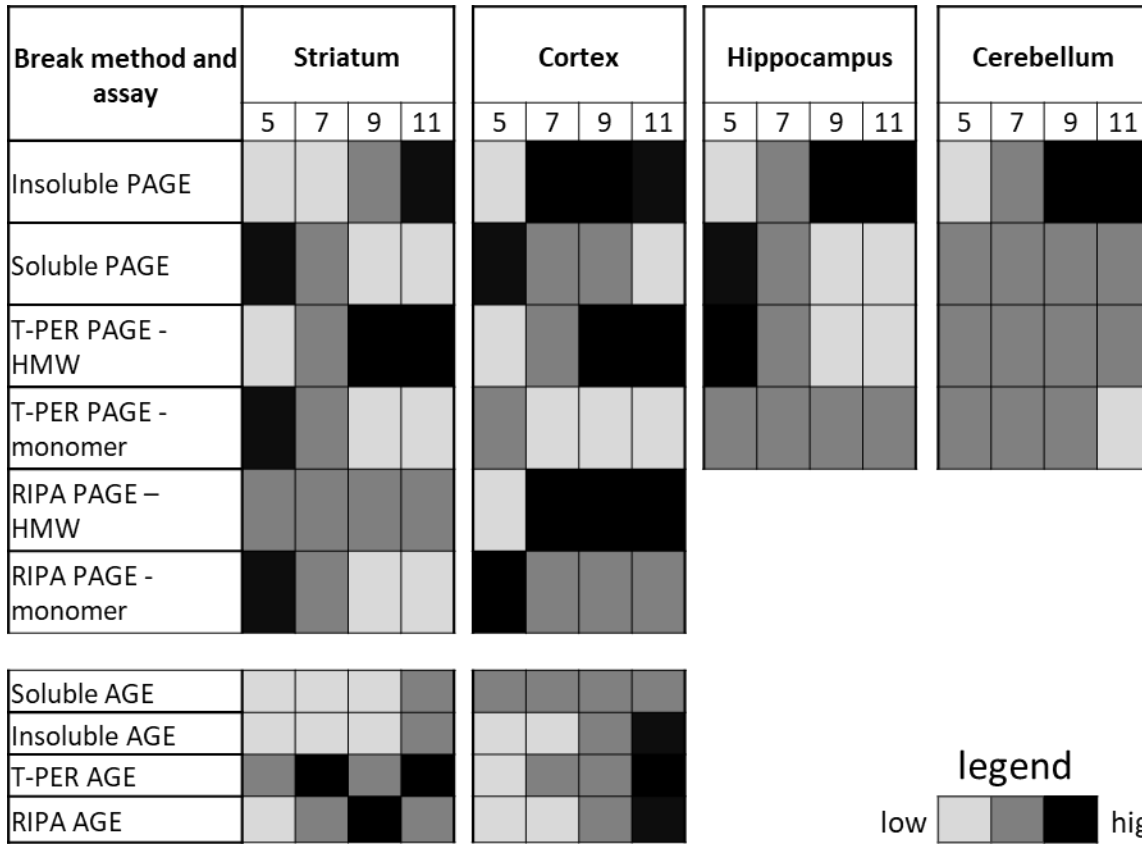 Break method and assay
Striatum
Cortex
Hippocampus
Cerebellum
5 7 9 11
5 7 9 11
5 7 9 11
5 7 9 11
Insoluble PAGE
Soluble PAGE
T-PER PAGE -
HMW
T-PER PAGE -
monomer
RIPA PAGE –
HMW
RIPA PAGE -
monomer
Soluble AGE
Insoluble AGE
T-PER AGE
RIPA AGE
legend
low
hig